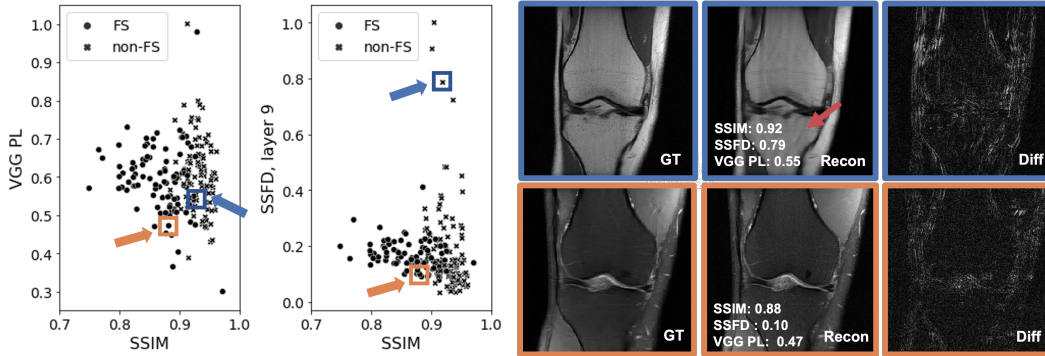 FS
non-FS
VGG PL
1.0
0.9
0.8
0.7
0.6
0.5
0.4
0.3
0.7
0.8
0.9
1.0
SSIM
FS
non-FS
SSFD, layer 9
1.0
0.8
0.6
0.4
0.2
0.0
0.7
0.8
0.9
1.0
SSIM
GT
SSIM: 0.92
SSFD: 0.79
VGG PL: 0.55
Recon
Diff
GT
SSIM: 0.88
SSFD : 0.10
VGG PL: 0.47
Recon
Diff